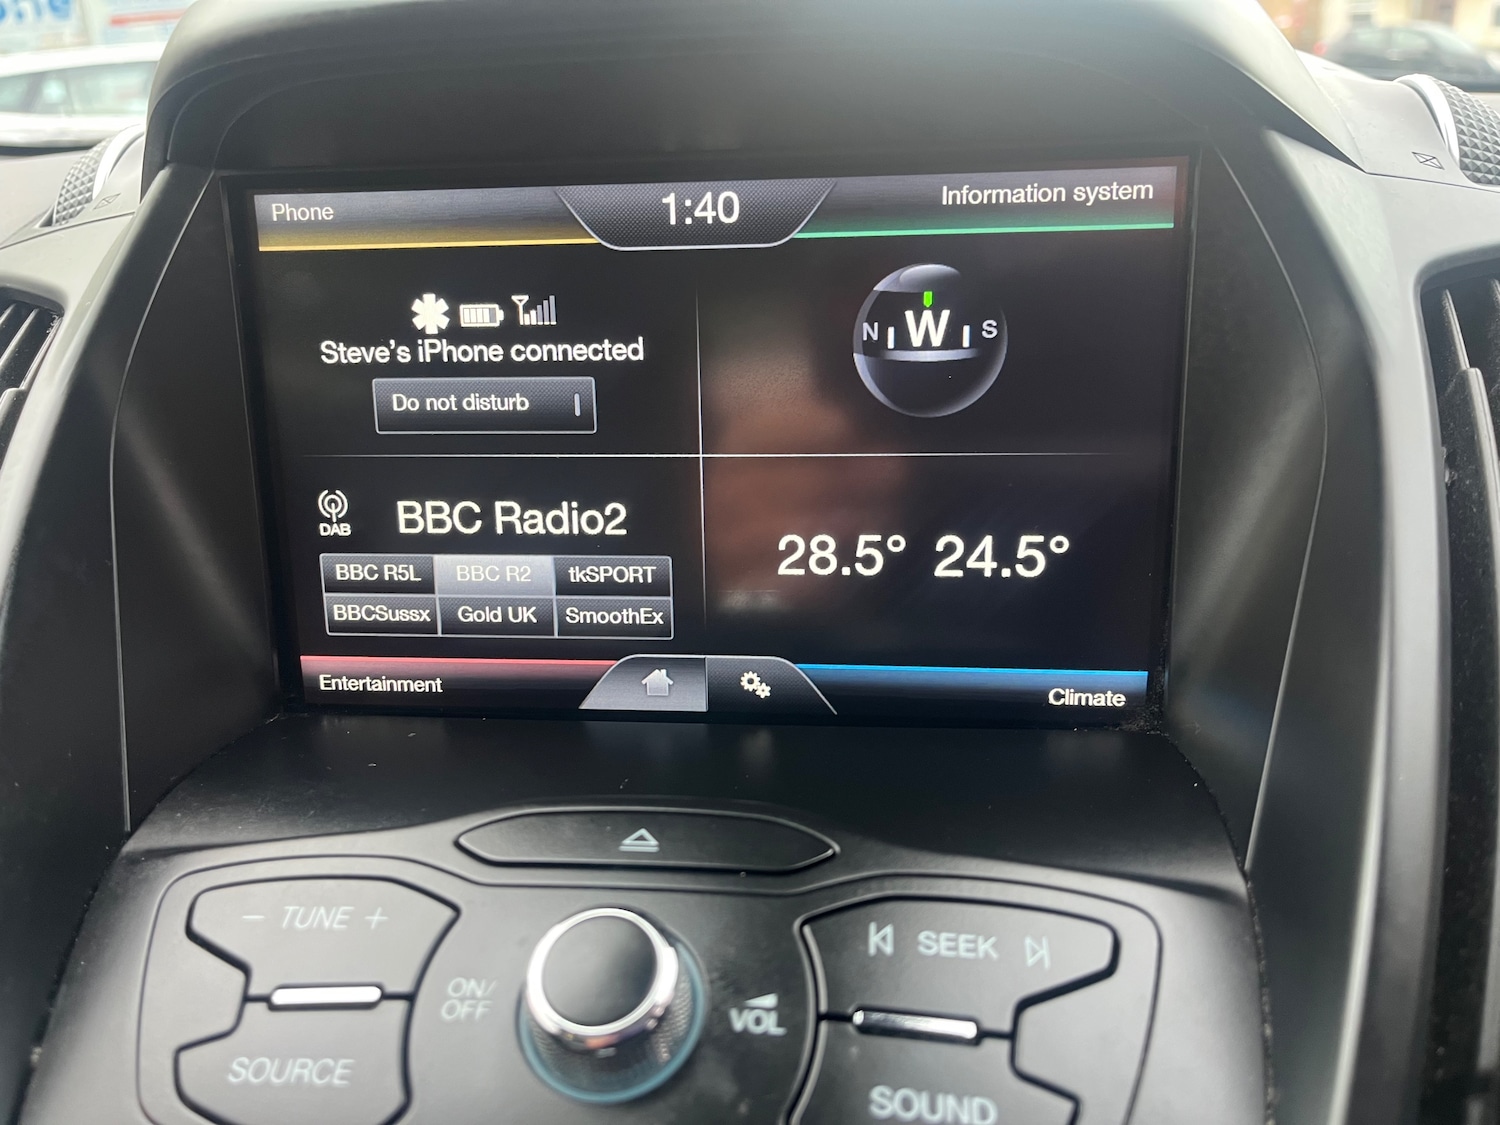 Phone
1:40
Information system
Steve's iPhone connected
Do not disturb
N W S
DAB
BBC Radio2
BBC R5L BBC R2 tkSPORT
BBCSussx Gold UK SmoothEx
28.5° 24.5°
Entertainment
Climate
− TUNE +
SOURCE
ON/
OFF
VOL
SEEK
SOUND